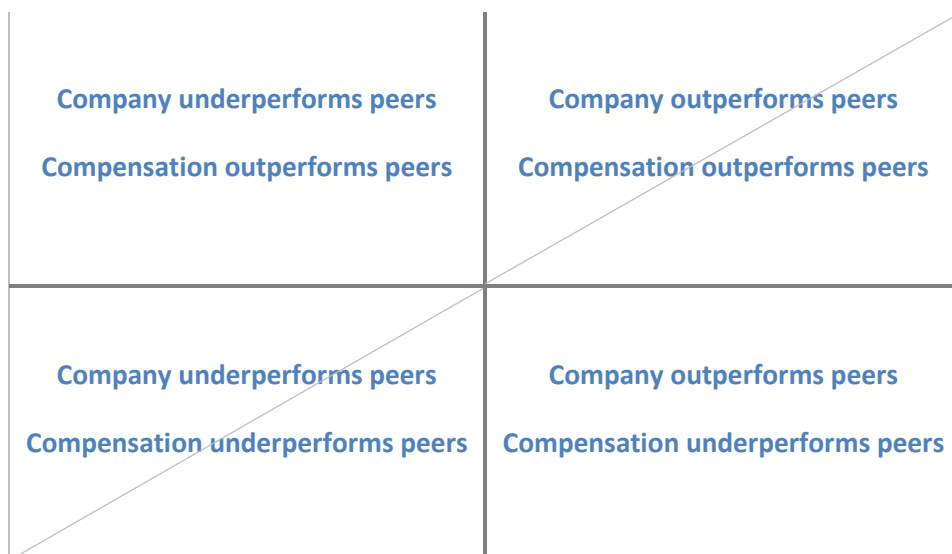 Company underperforms peers
Compensation outperforms peers
Company outperforms peers
Compensation outperforms peers
Company underperforms peers
Compensation underperforms peers
Company outperforms peers
Compensation underperforms peers